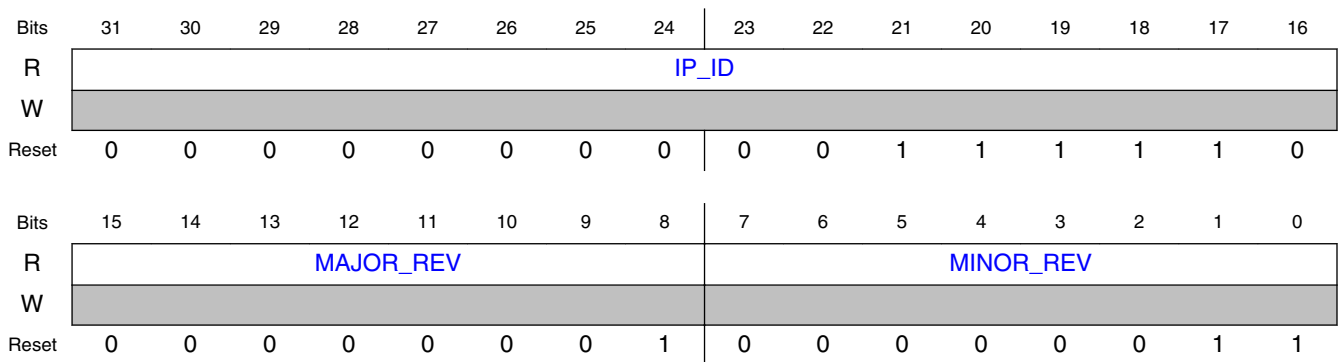 Bits 31 30 29 28 27 26 25 24 23 22 21 20 19 18 17 16
R IP_ID
W
Reset 0 0 0 0 0 0 0 0 0 0 1 1 1 1 1 0
Bits 15 14 13 12 11 10 9 8 7 6 5 4 3 2 1 0
R MAJOR_REV MINOR_REV
W
Reset 0 0 0 0 0 0 0 1 0 0 0 0 0 0 1 1